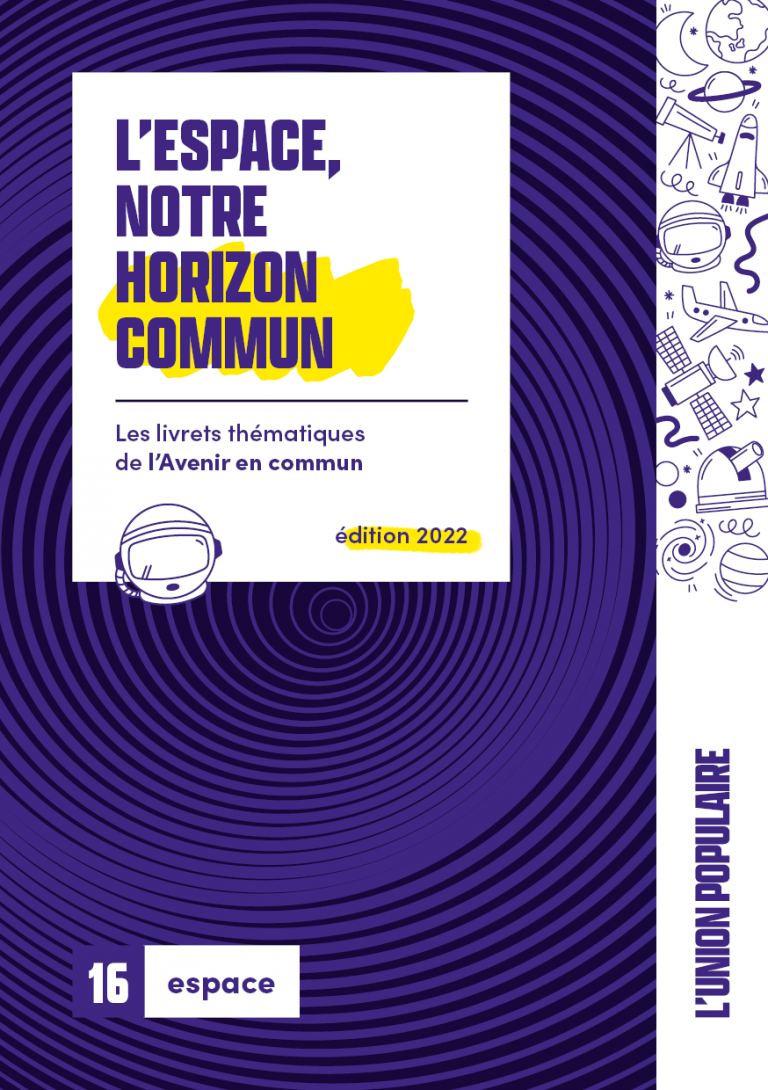 L'ESPACE,
NOTRE
HORIZON
COMMUN
Les livrets thématiques
de l'Avenir en commun
édition 2022
16
espace
L'UNION POPULAIRE